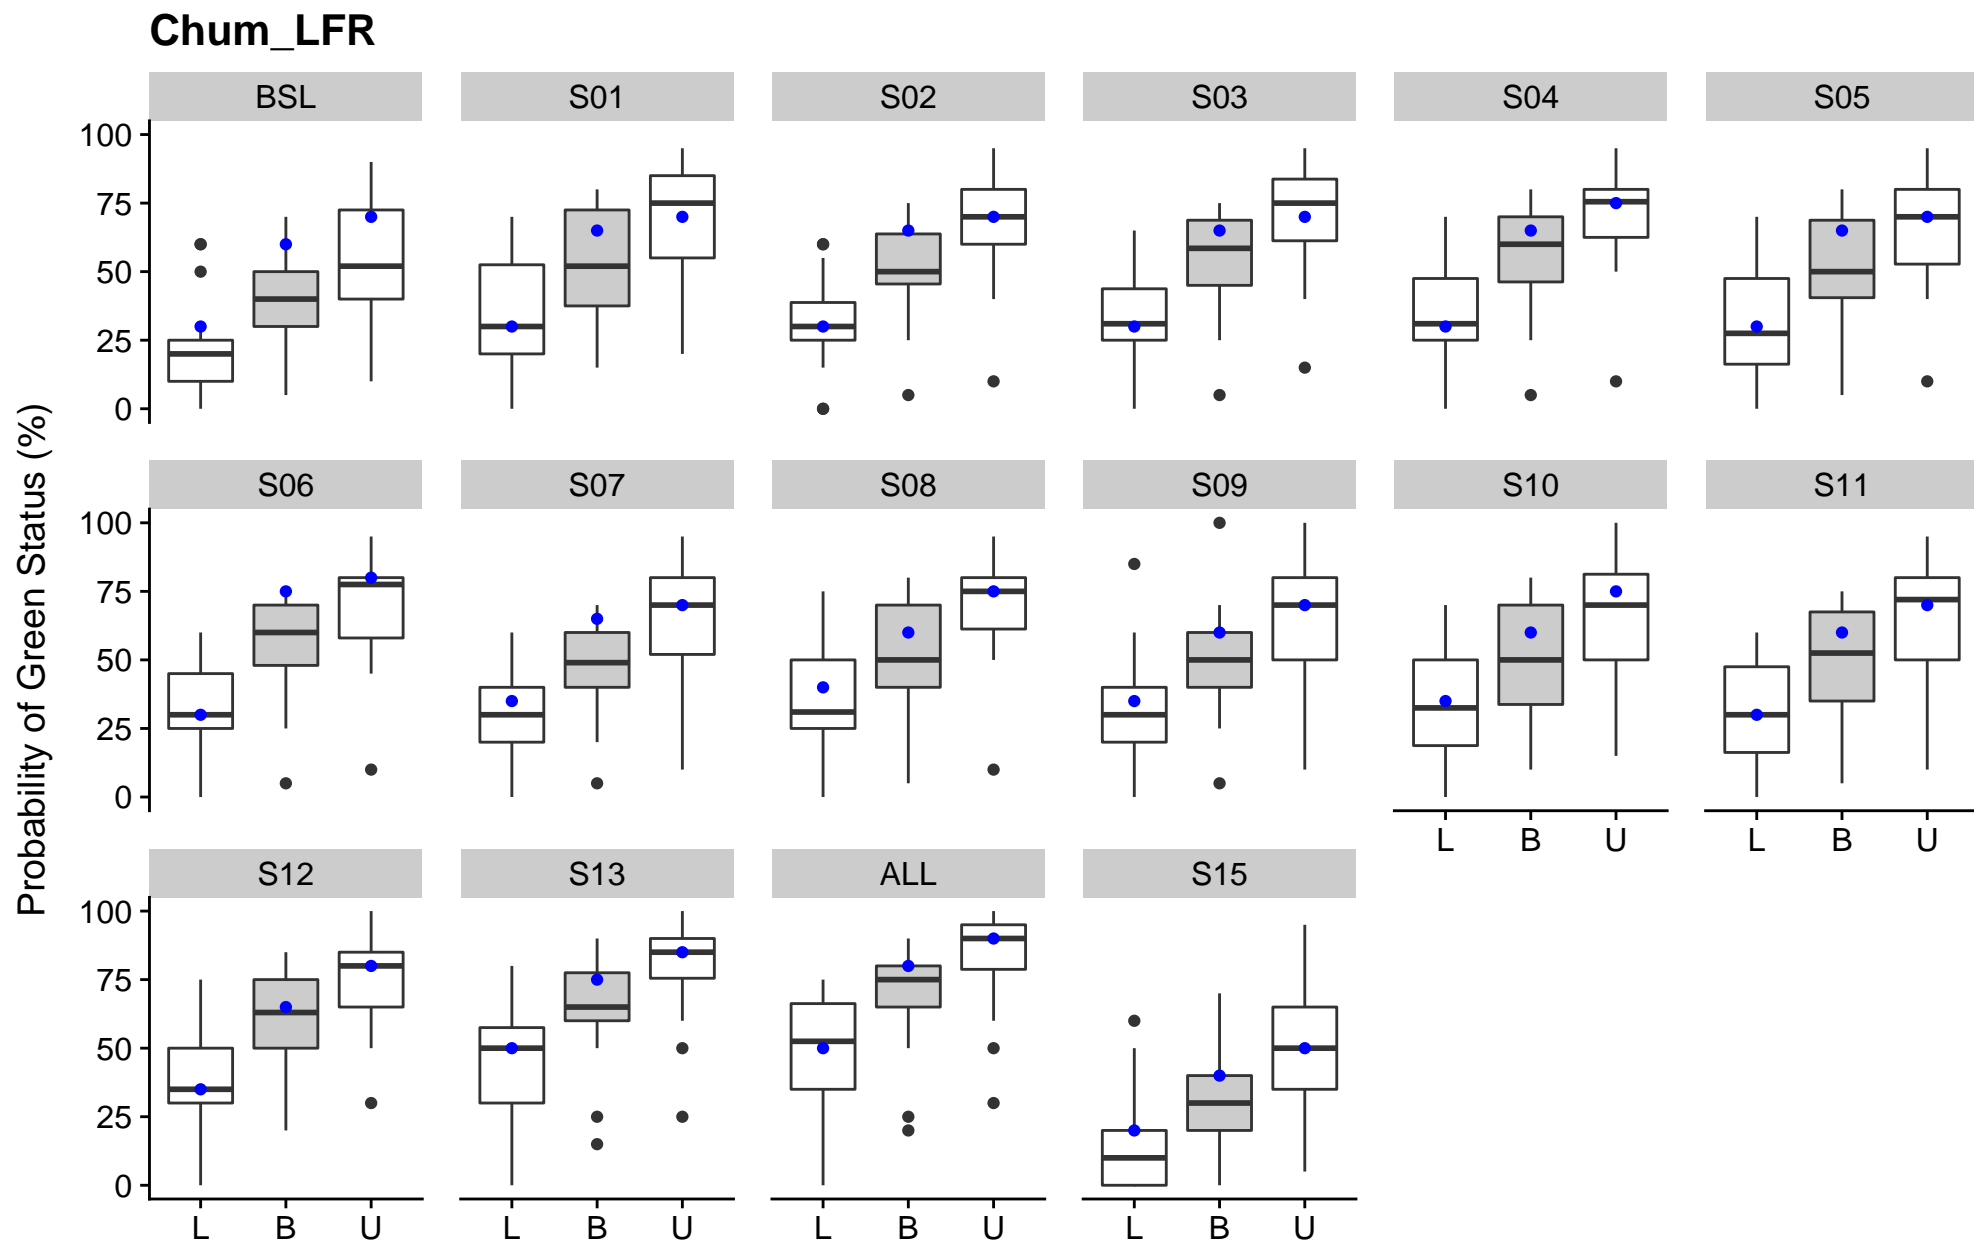 Chum_LFR
BSL S01 S02 S03 S04 S05
100
75
50
25
0
S06 S07 S08 S09 S10 S11
100
75
50
25
0
L B U L B U
S12 S13 ALL S15
100
75
50
25
0
L B U L B U L B U L B U
Probability of Green Status (%)